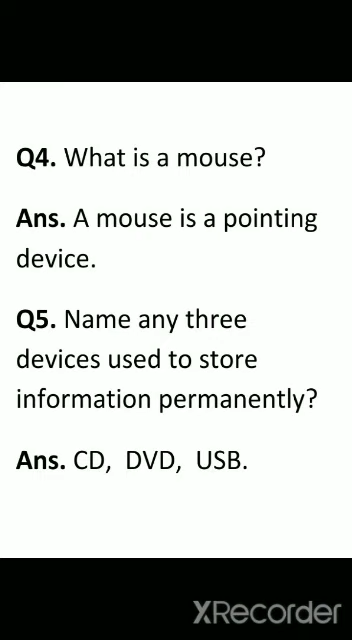 Q4. What is a mouse?
Ans. A mouse is a pointing
device.
Q5. Name any three
devices used to store
information permanently?
Ans. CD,  DVD,  USB.
XRecorder